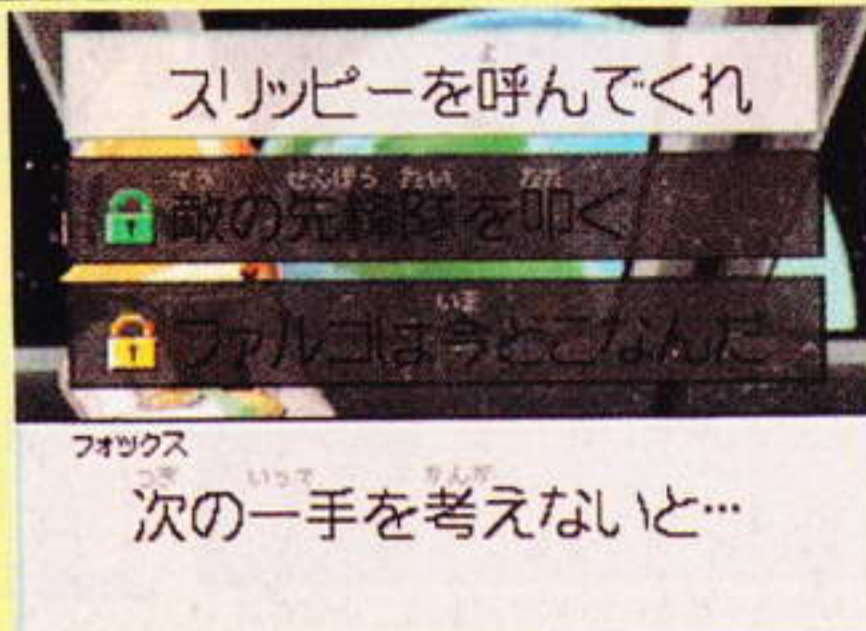 スリッピーを呼んでくれ
敵の先鋒隊を叩く
ファルコは今どこなんだ
フォックス
次の一手を考えないと…